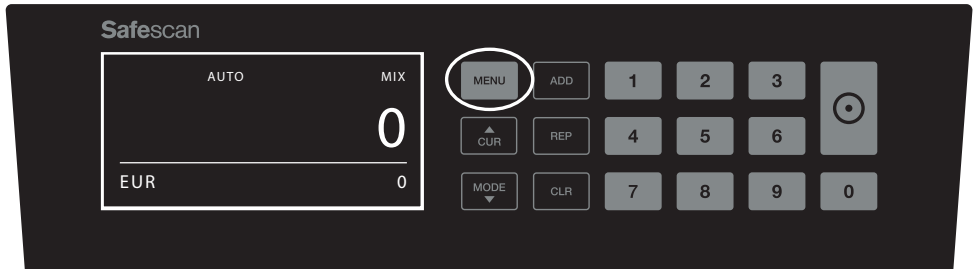 Safescan
AUTO MIX
0
EUR 0
MENU ADD 1 2 3
CUR REP 4 5 6
MODE CLR 7 8 9 0